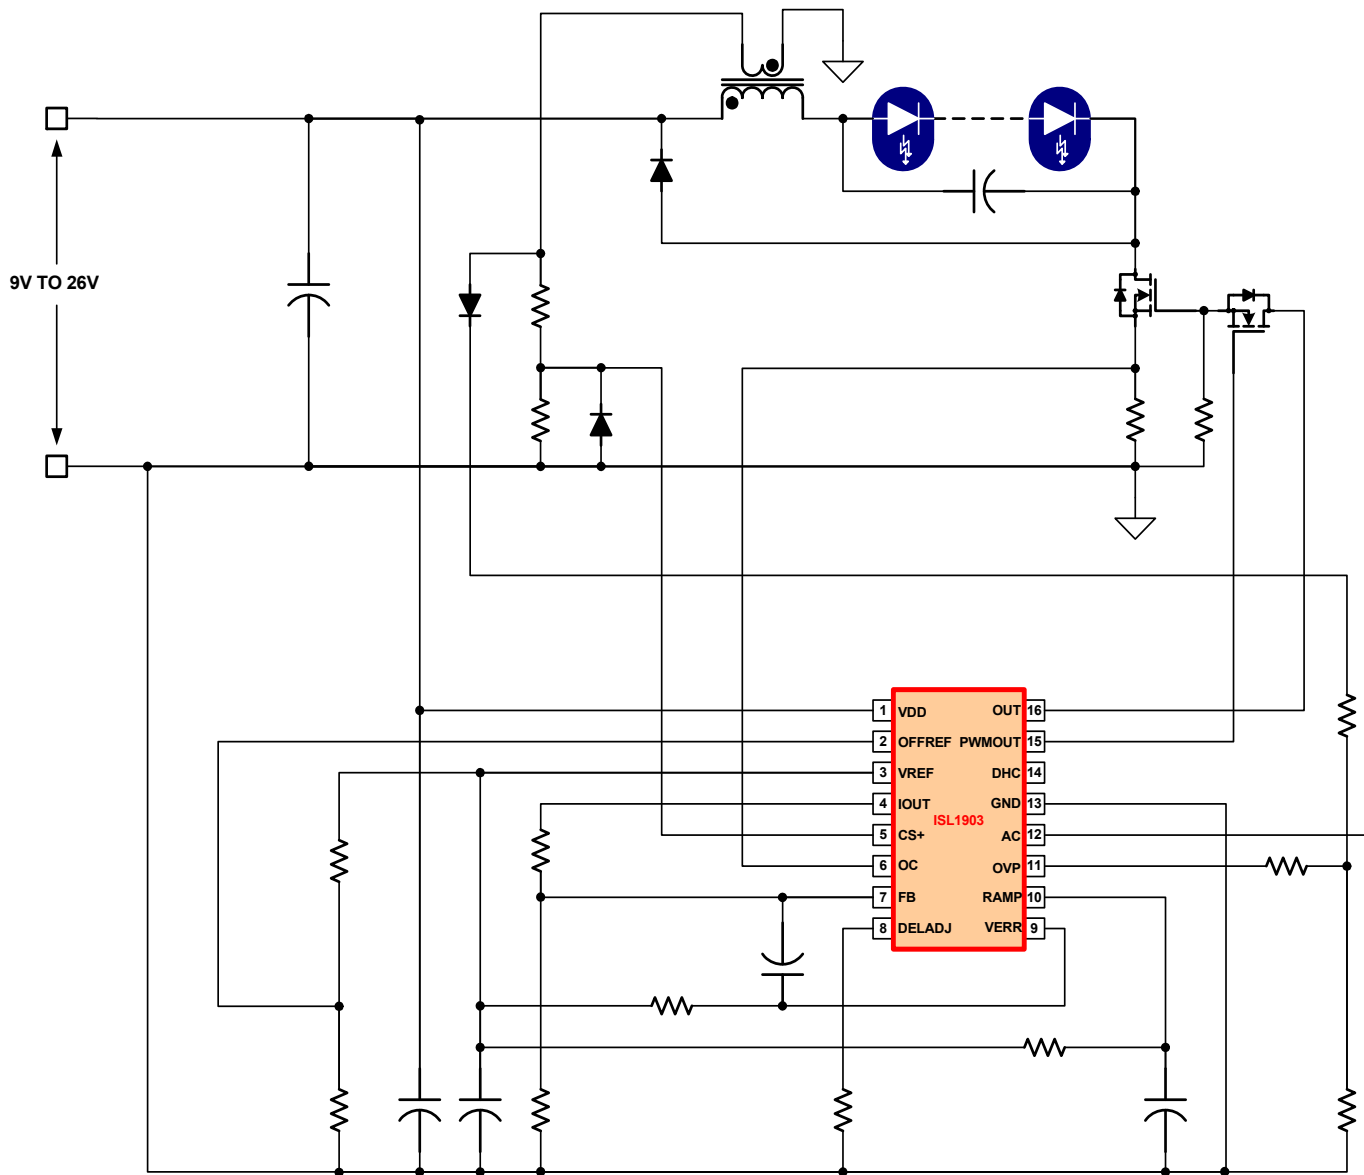 9V TO 26V
1 VDD OUT 16
2 OFFREF PWMOUT 15
3 VREF DHC 14
4 IOUT GND 13
ISL1903
5 CS+ AC 12
6 OC OVP 11
7 FB RAMP 10
8 DELADJ VERR 9